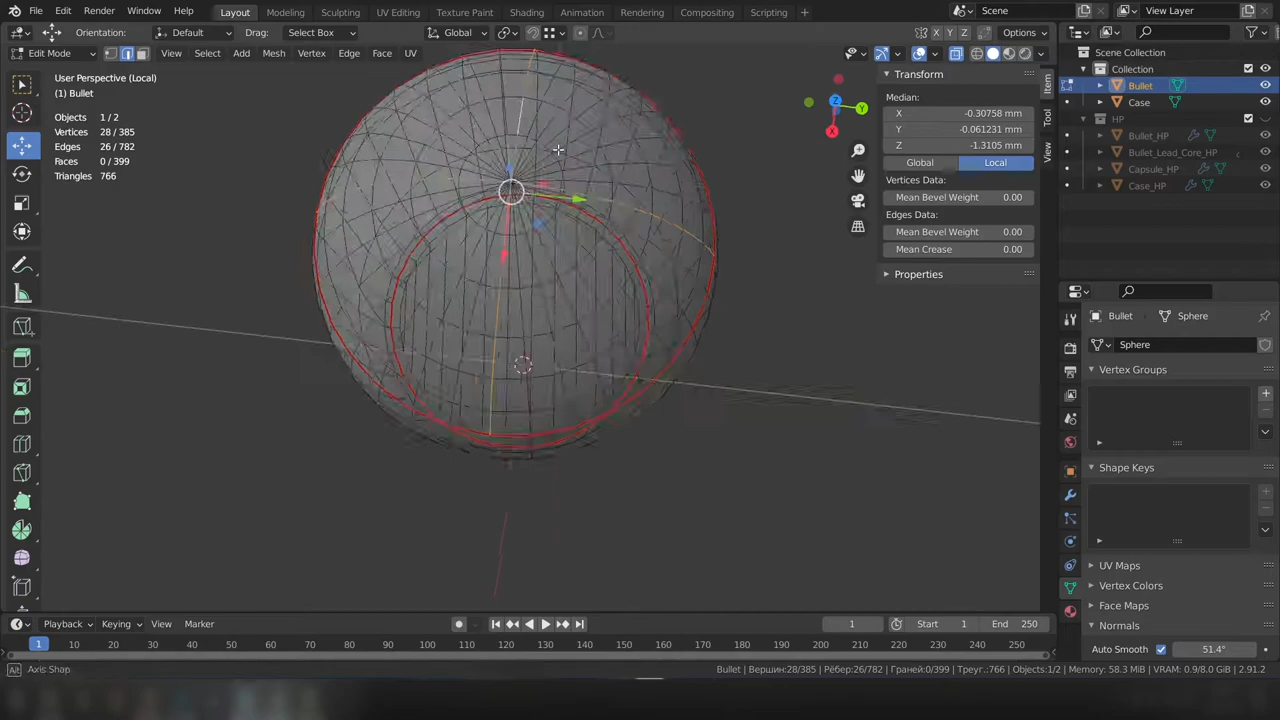 File Edit Render Window Help Layout Modeling Sculpting UV Editing Texture Paint Shading Animation Rendering Compositing Scripting + Scene View Layer
Orientation: Default Drag: Select Box Global X Y Z Options
Edit Mode View Select Add Mesh Vertex Edge Face UV
User Perspective (Local)
(1) Bullet
Objects 1/2
Vertices 28/385
Edges 26/782
Faces 0/399
Triangles 766
Z
Y
X
Transform
Median:
X -0.30758 mm
Y -0.061231 mm
Z -1.3105 mm
Global Local
Vertices Data:
Mean Bevel Weight 0.00
Edges Data:
Mean Bevel Weight 0.00
Mean Crease 0.00
Properties
Item
Tool
View
Scene Collection
Collection
Bullet
Case
HP
Bullet_HP
Bullet_Lead_Core_HP
Capsule_HP
Case_HP
Bullet Sphere
Sphere
Vertex Groups
Shape Keys
UV Maps
Vertex Colors
Face Maps
Normals
Auto Smooth 51.4°
Playback Keying View Marker 1 Start 1 End 250
1 10 20 30 40 50 60 70 80 90 100 110 120 130 140 150 160 170 180 190 200 210 220 230 240 250
Alt Axis Snap Bullet | Вершин:28/385 | Рёбер:26/782 | Граней:0/399 | Треуг.:766 | Objects:1/2 | Memory: 58.3 MiB | VRAM: 0.9/8.0 GiB | 2.91.2